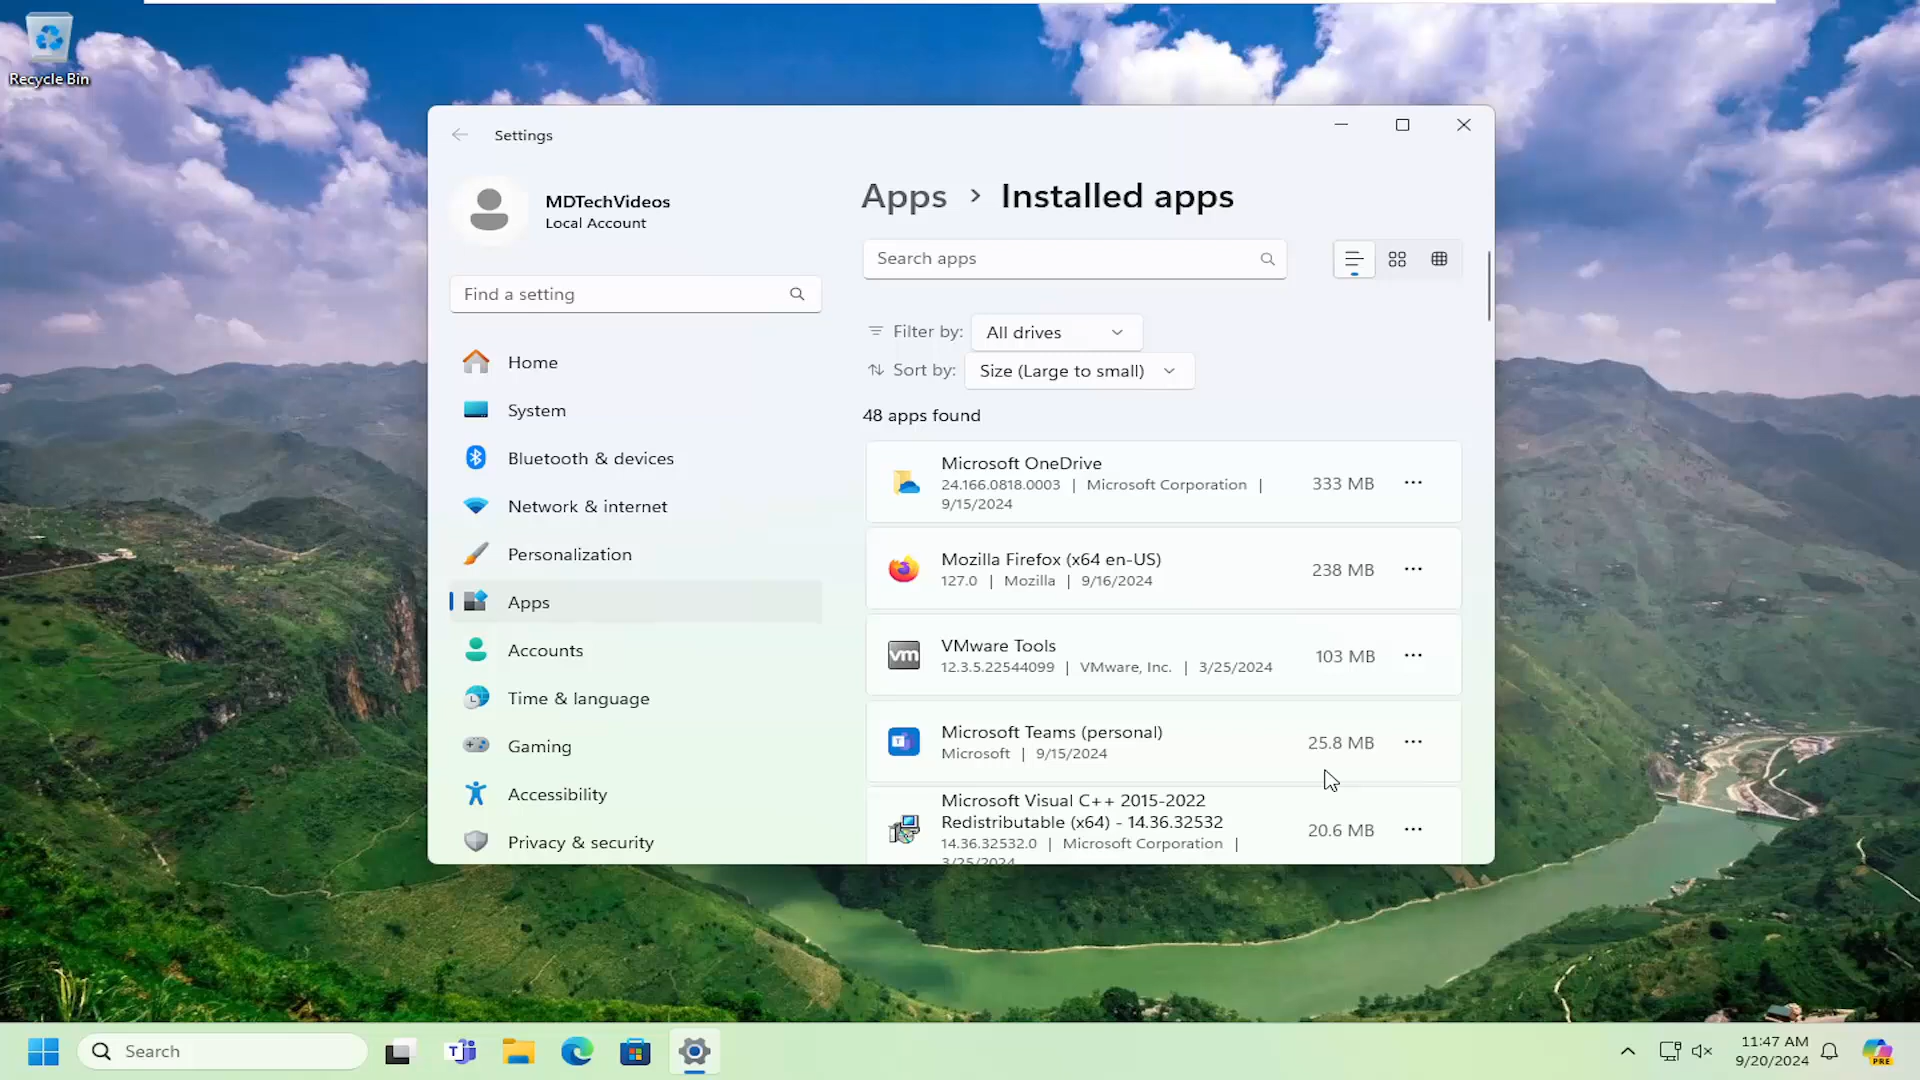 Recycle Bin
Settings
MDTechVideos
Local Account
Find a setting
Home
System
Bluetooth & devices
Network & internet
Personalization
Apps
Accounts
Time & language
Gaming
Accessibility
Privacy & security
Apps > Installed apps
Search apps
Filter by: All drives
Sort by: Size (Large to small)
48 apps found
Microsoft OneDrive
24.166.0818.0003 | Microsoft Corporation |
9/15/2024
333 MB
Mozilla Firefox (x64 en-US)
127.0 | Mozilla | 9/16/2024
238 MB
vm
VMware Tools
12.3.5.22544099 | VMware, Inc. | 3/25/2024
103 MB
Microsoft Teams (personal)
Microsoft | 9/15/2024
25.8 MB
Microsoft Visual C++ 2015-2022
Redistributable (x64) - 14.36.32532
14.36.32532.0 | Microsoft Corporation |
3/25/2024
20.6 MB
Search
11:47 AM
9/20/2024
PRE